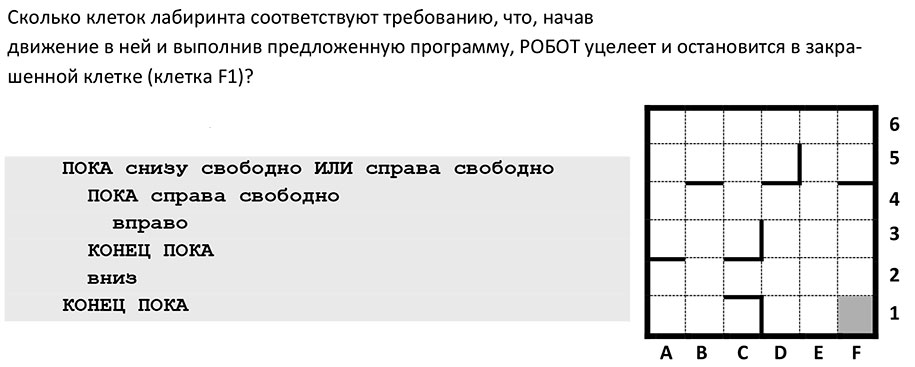 Сколько клеток лабиринта соответствуют требованию, что, начав
движение в ней и выполнив предложенную программу, РОБОТ уцелеет и остановится в закра-
шенной клетке (клетка F1)?
ПОКА снизу свободно ИЛИ справа свободно
ПОКА справа свободно
вправо
КОНЕЦ ПОКА
вниз
КОНЕЦ ПОКА
6
5
4
3
2
1
A B C D E F